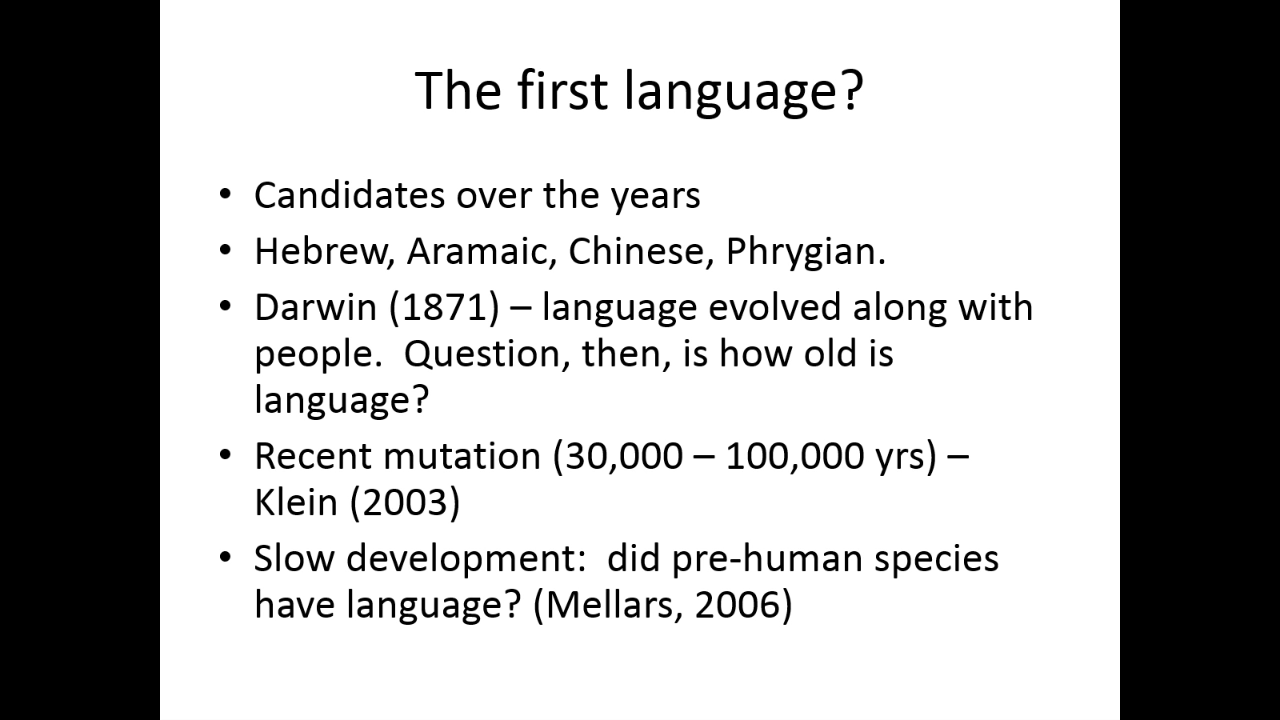 The first language?
• Candidates over the years
• Hebrew, Aramaic, Chinese, Phrygian.
• Darwin (1871) – language evolved along with
people.  Question, then, is how old is
language?
• Recent mutation (30,000 – 100,000 yrs) –
Klein (2003)
• Slow development:  did pre-human species
have language? (Mellars, 2006)